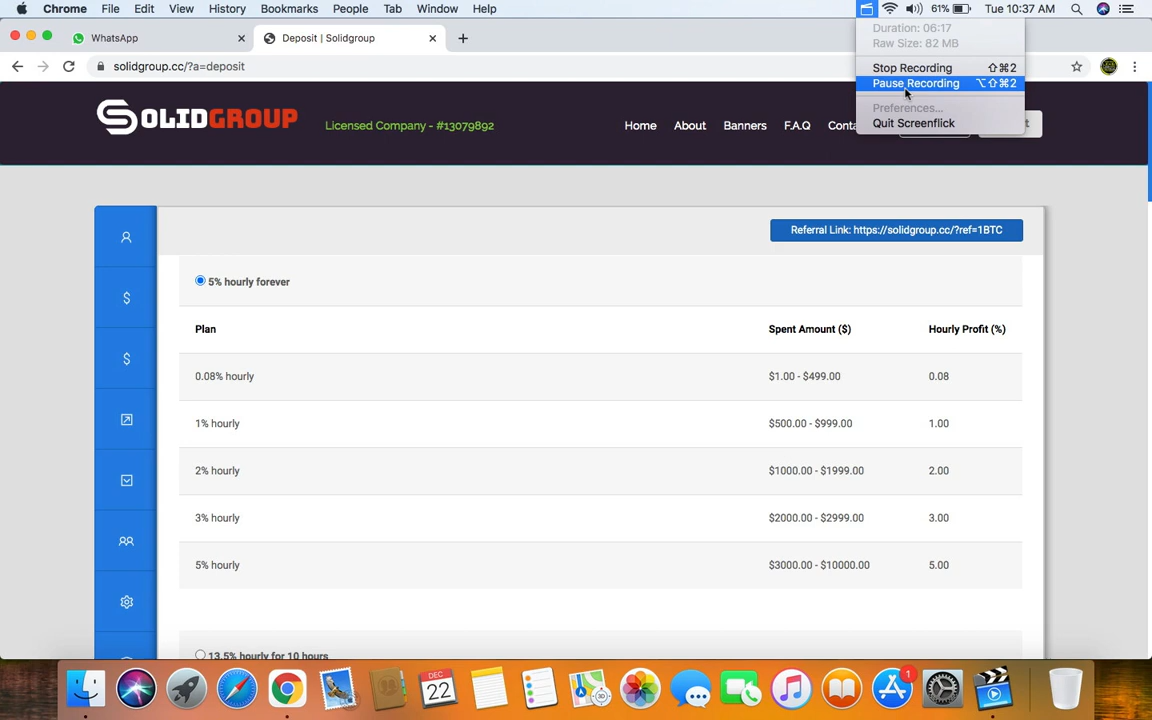 Chrome File Edit View History Bookmarks People Tab Window Help 61% Tue 10:37 AM
Duration: 06:17
Raw Size: 82 MB
Stop Recording ⇧⌘2
Pause Recording ⌥⇧⌘2
Preferences...
Quit Screenflick
WhatsApp
Deposit | Solidgroup
solidgroup.cc/?a=deposit
SOLIDGROUP
Licensed Company - #13079892
Home About Banners F.A.Q Conta
t
Referral Link: https://solidgroup.cc/?ref=1BTC
5% hourly forever
Plan Spent Amount ($) Hourly Profit (%)
0.08% hourly $1.00 - $499.00 0.08
1% hourly $500.00 - $999.00 1.00
2% hourly $1000.00 - $1999.00 2.00
3% hourly $2000.00 - $2999.00 3.00
5% hourly $3000.00 - $10000.00 5.00
13.5% hourly for 10 hours
DEC
22
3D
1